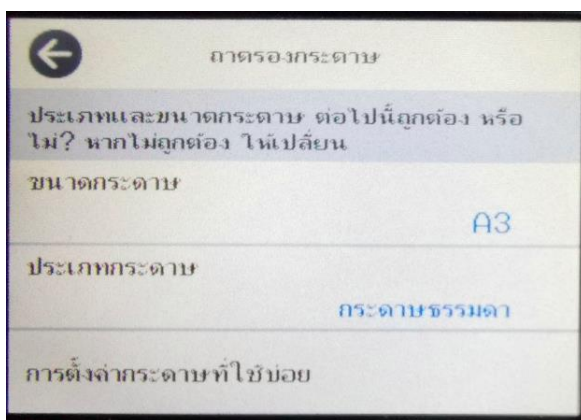 ถาดรองกระดาษ
ประเภทและขนาดกระดาษ ต่อไปนี้ถูกต้อง หรือ
ไม่? หากไม่ถูกต้อง ให้เปลี่ยน
ขนาดกระดาษ
A3
ประเภทกระดาษ
กระดาษธรรมดา
การตั้งค่ากระดาษที่ใช้บ่อย